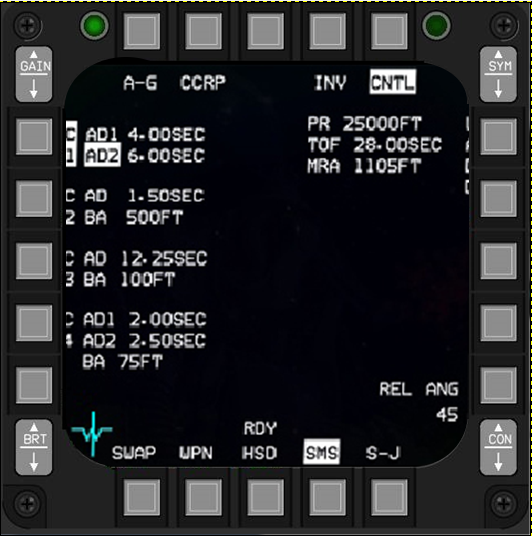 GAIN
SYM
A-G CCRP INV CNTL
C AD1 4.00SEC
1 AD2 6.00SEC
PR 25000FT
TOF 28.00SEC
MRA 1105FT
C AD 1.50SEC
2 BA 500FT
C AD 12.25SEC
3 BA 100FT
C AD1 2.00SEC
4 AD2 2.50SEC
BA 75FT
REL ANG
45
BRT
CON
RDY
SWAP WPN HSD SMS S-J